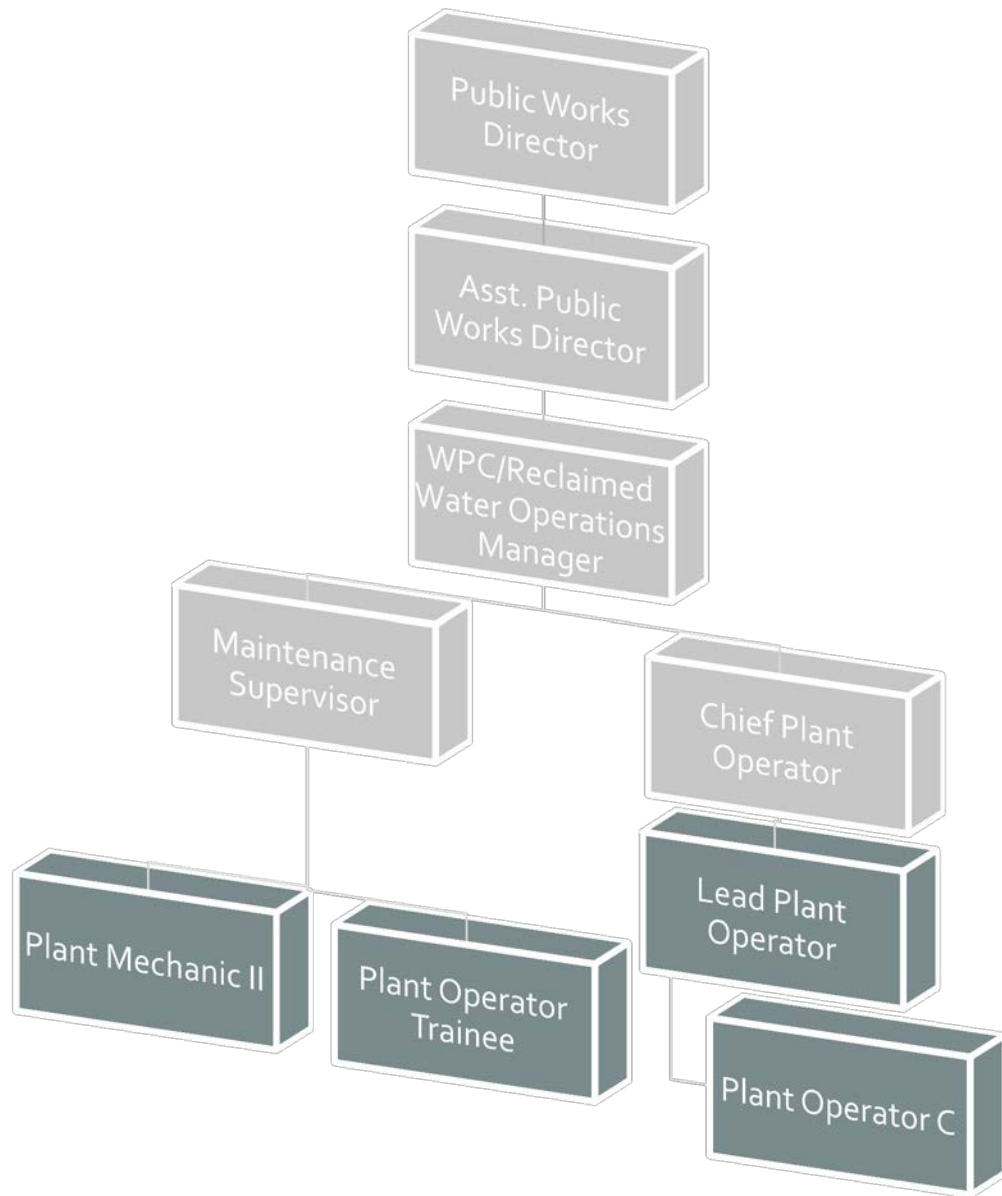 Public Works
Director
Asst. Public
Works Director
WPC/Reclaimed
Water Operations
Manager
Maintenance
Supervisor
Chief Plant
Operator
Plant Mechanic II
Plant Operator
Trainee
Lead Plant
Operator
Plant Operator C